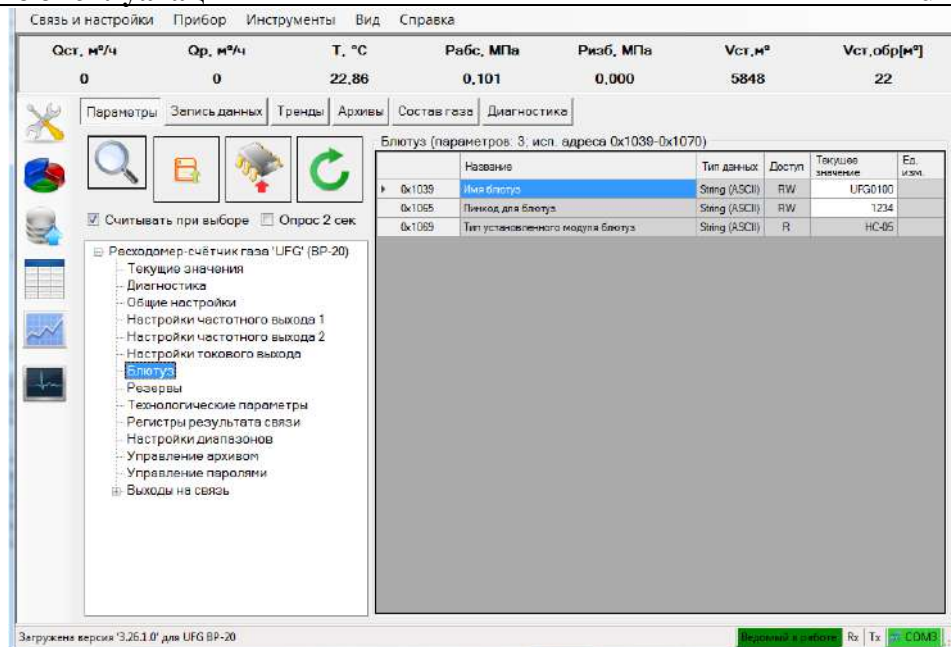 Связь и настройки Прибор Инструменты Вид Справка
Qст, м³/ч Qр, м³/ч T, °C Рабс, МПа Ризб, МПа Vст,м³ Vст,обр[м³]
0 0 22,86 0,101 0,000 5848 22
Параметры Запись данных Тренды Архивы Состав газа Диагностика
Блютуз (параметров: 3; исп. адреса 0x1039-0x1070)
Название Тип данных Доступ Текущее значение Ед. изм.
0x1039 Имя блютуз String (ASCII) RW UFG0100
0x1065 Пинкод для блютуз String (ASCII) RW 1234
0x1069 Тип установленного модуля блютуз String (ASCII) R HC-05
Считывать при выборе Опрос 2 сек
Расходомер-счётчик газа 'UFG' (ВР-20)
Текущие значения
Диагностика
Общие настройки
Настройки частотного выхода 1
Настройки частотного выхода 2
Настройки токового выхода
Блютуз
Резервы
Технологические параметры
Регистры результата связи
Настройки диапазонов
Управление архивом
Управление паролями
Выходы на связь
Загружена версия '3.26.1.0' для UFG ВР-20
Ведомый в работе Rx Tx COM3